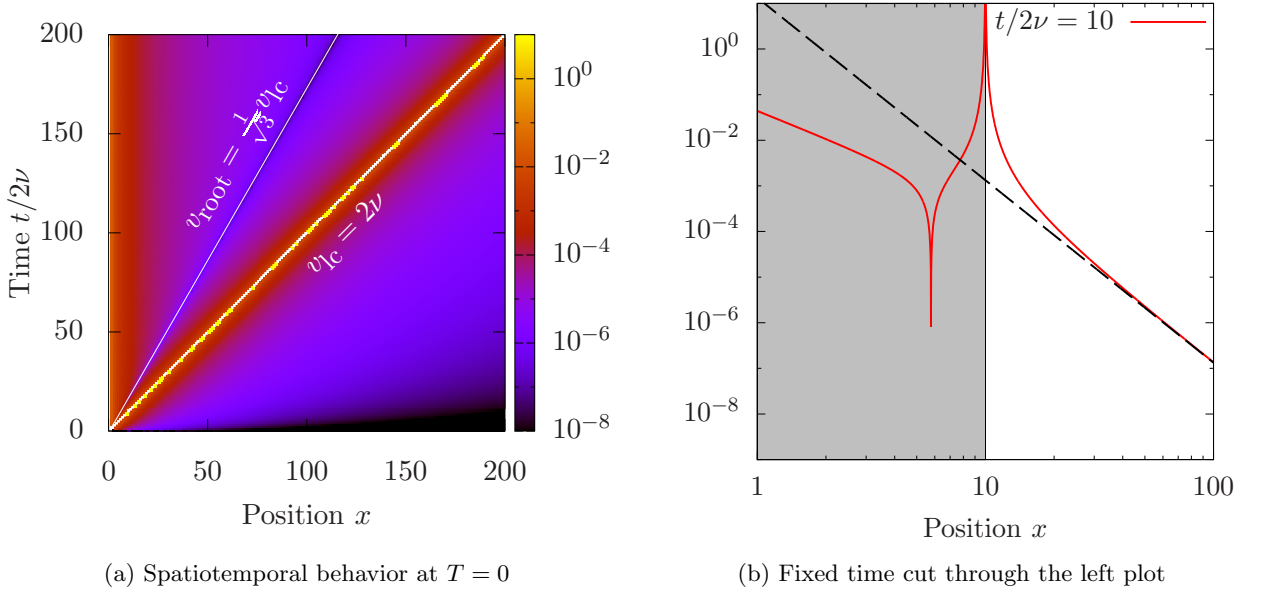 200
150
100
50
0
Time t/2ν
0
50
100
150
200
Position x
v_root = 1/√3 v_lc
v_lc = 2ν
10^0
10^−2
10^−4
10^−6
10^−8
(a) Spatiotemporal behavior at T = 0
t/2ν = 10
10^0
10^−2
10^−4
10^−6
10^−8
1
10
100
Position x
(b) Fixed time cut through the left plot